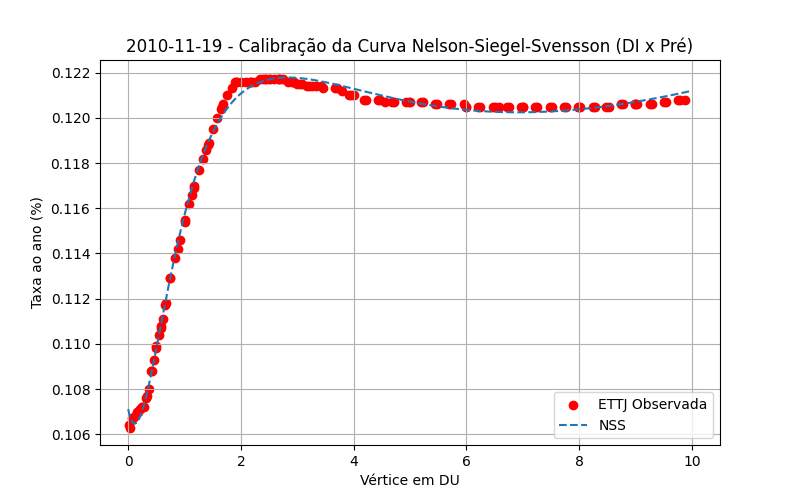 2010-11-19 - Calibração da Curva Nelson-Siegel-Svensson (DI x Pré)
Taxa ao ano (%)
0.122
0.120
0.118
0.116
0.114
0.112
0.110
0.108
0.106
ETTJ Observada
NSS
0 2 4 6 8 10
Vértice em DU